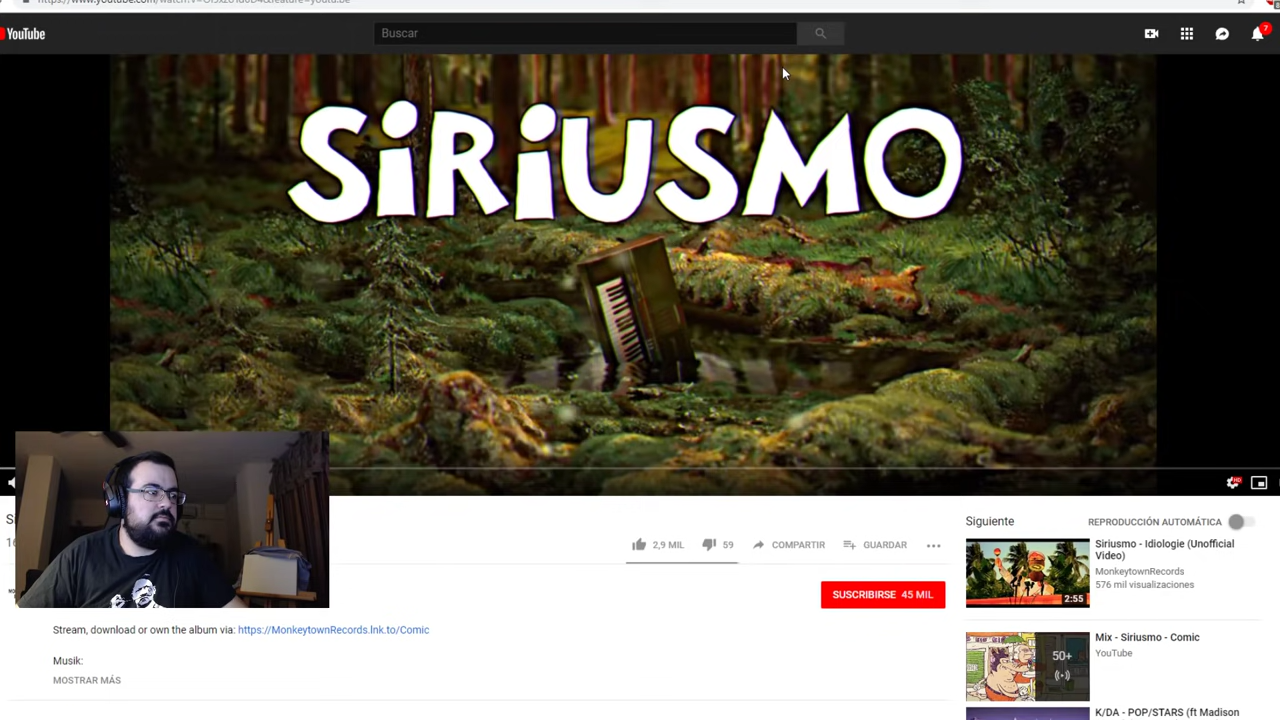 YouTube
Buscar
7
SiRiUSMO
HD
2,9 MIL
59
COMPARTIR
GUARDAR
SUSCRIBIRSE 45 MIL
Stream, download or own the album via: https://MonkeytownRecords.lnk.to/Comic
Musik:
MOSTRAR MÁS
Siguiente
REPRODUCCIÓN AUTOMÁTICA
Siriusmo - Idiologie (Unofficial
Video)
MonkeytownRecords
576 mil visualizaciones
2:55
50+
Mix - Siriusmo - Comic
YouTube
K/DA - POP/STARS (ft Madison